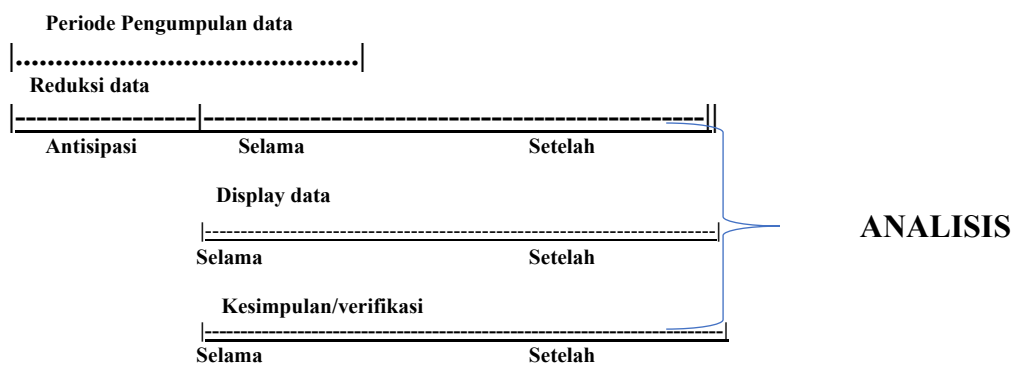 Periode Pengumpulan data
Reduksi data
Antisipasi Selama Setelah
Display data
Selama Setelah
Kesimpulan/verifikasi
Selama Setelah
ANALISIS